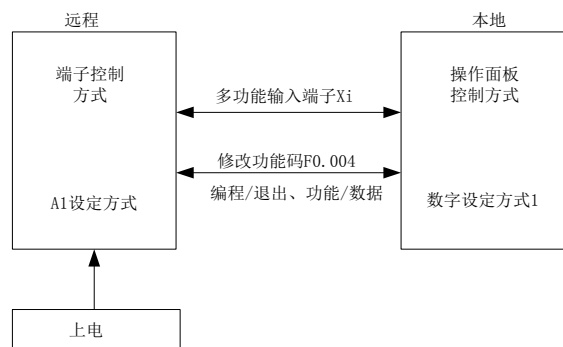 远程
本地
端子控制
方式
操作面板
控制方式
多功能输入端子Xi
修改功能码F0.004
编程/退出、功能/数据
A1设定方式
数字设定方式1
上电